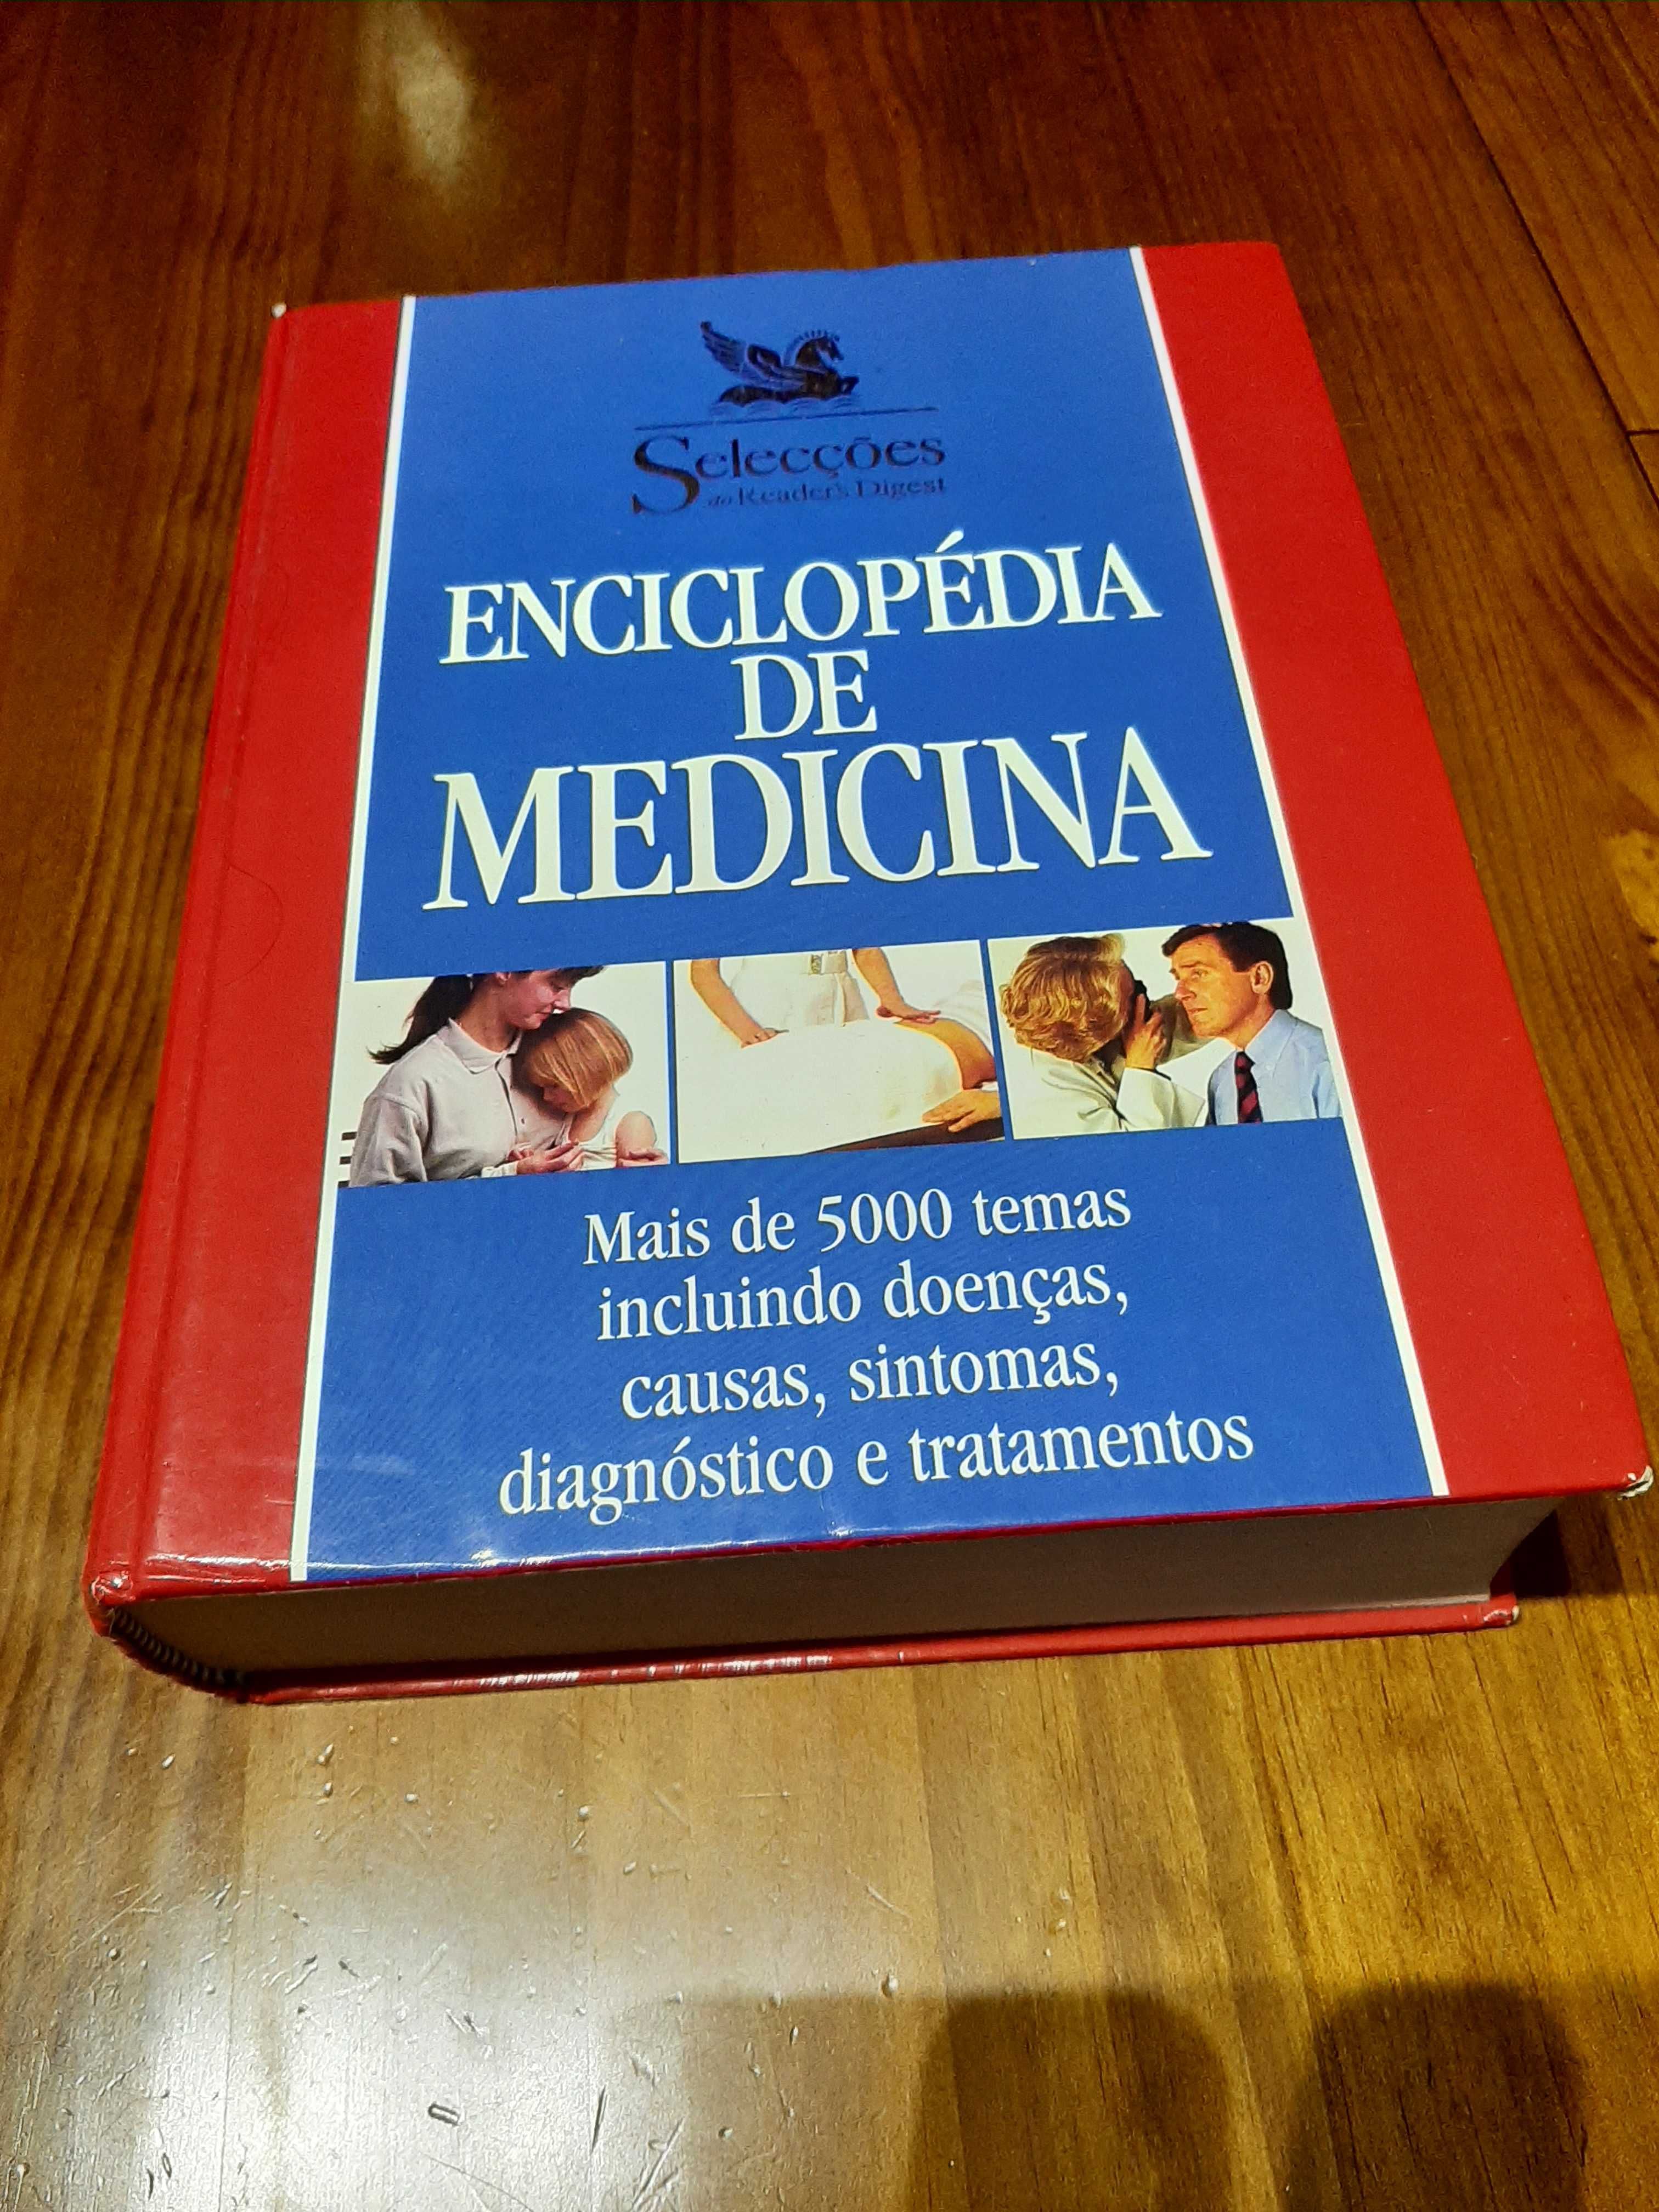 Selecções
do Reader's Digest
ENCICLOPÉDIA
DE
MEDICINA
Mais de 5000 temas
incluindo doenças,
causas, sintomas,
diagnóstico e tratamentos